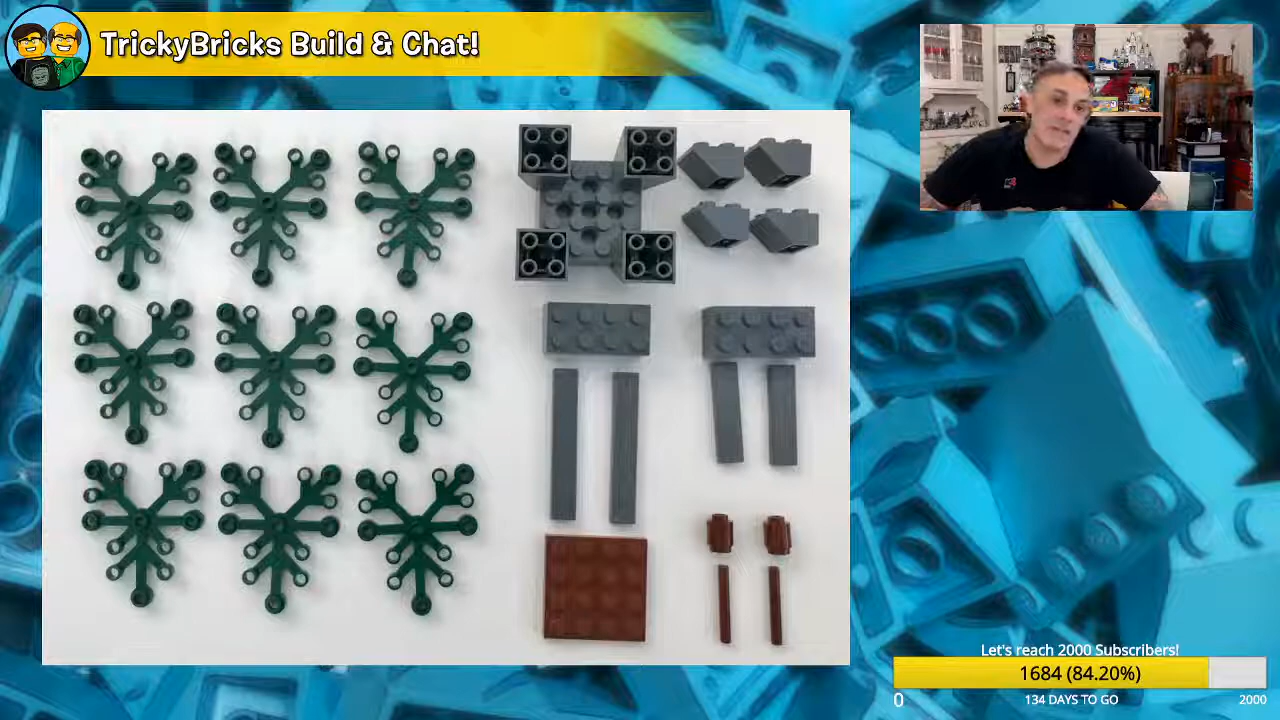 TrickyBricks Build & Chat!
Let's reach 2000 Subscribers!
1684 (84.20%)
0
134 DAYS TO GO
2000